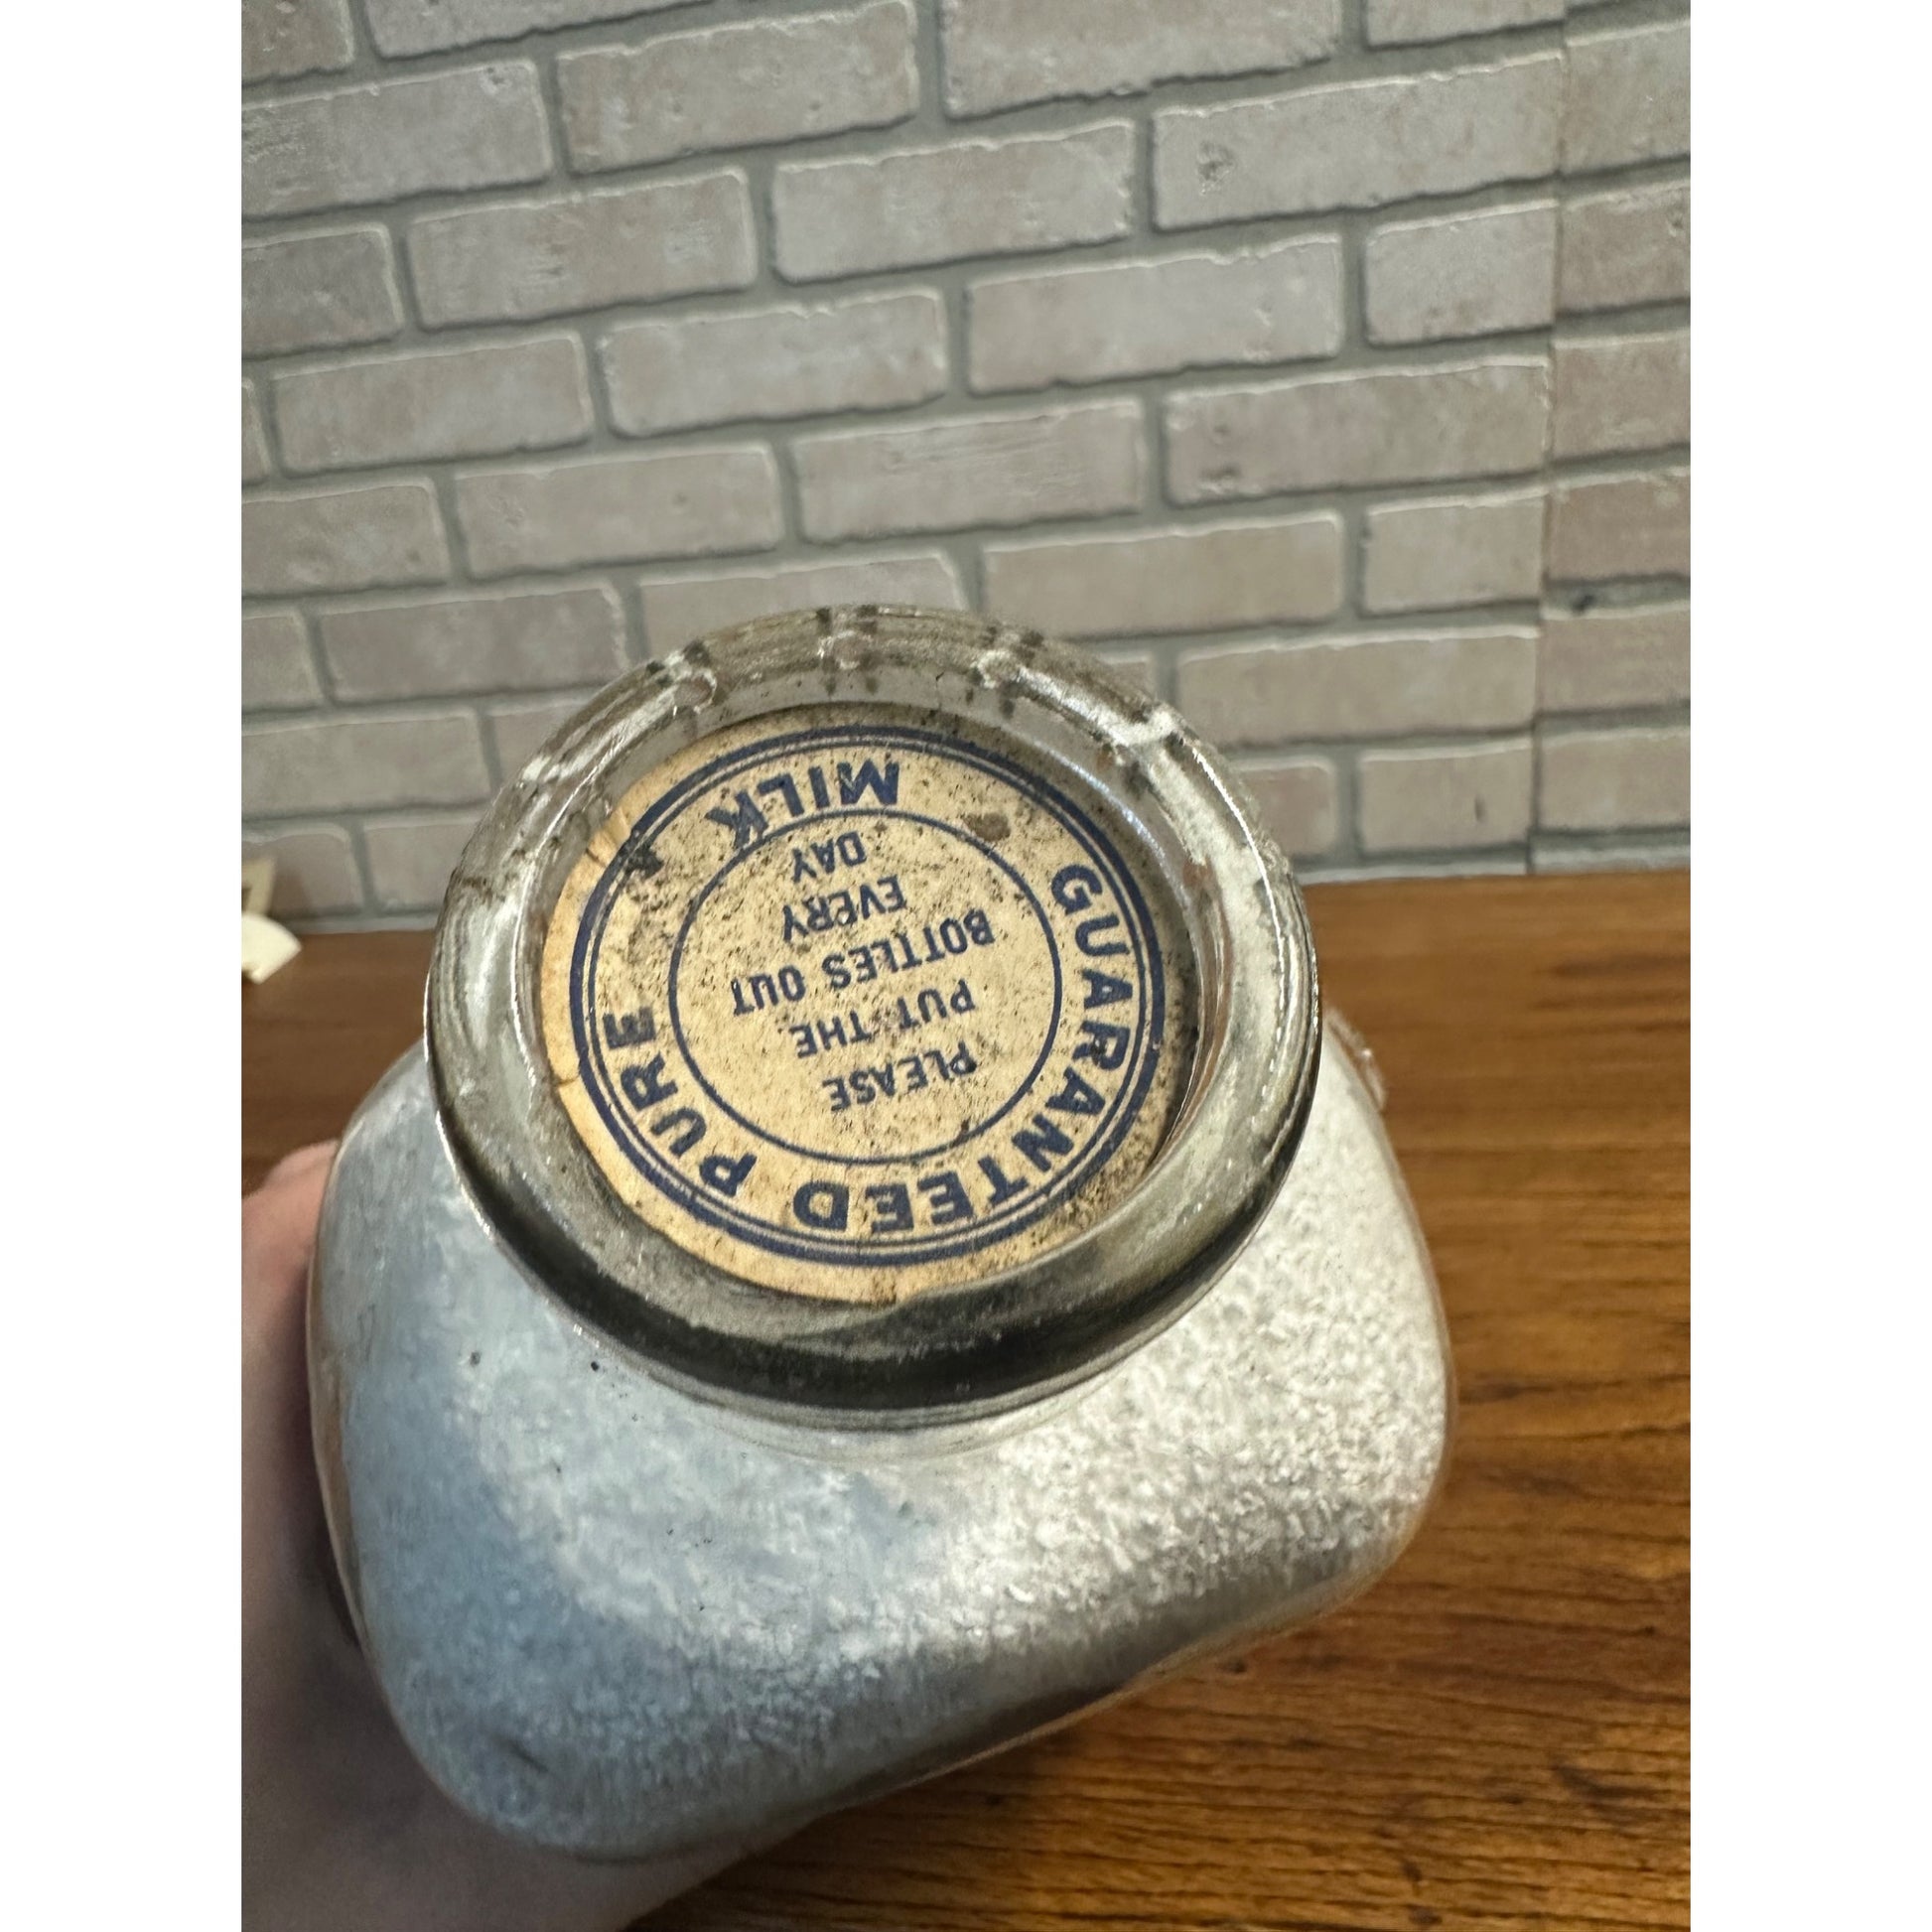 GUARANTEED PURE MILK
PLEASE
PUT THE
BOTTLES OUT
EVERY
DAY